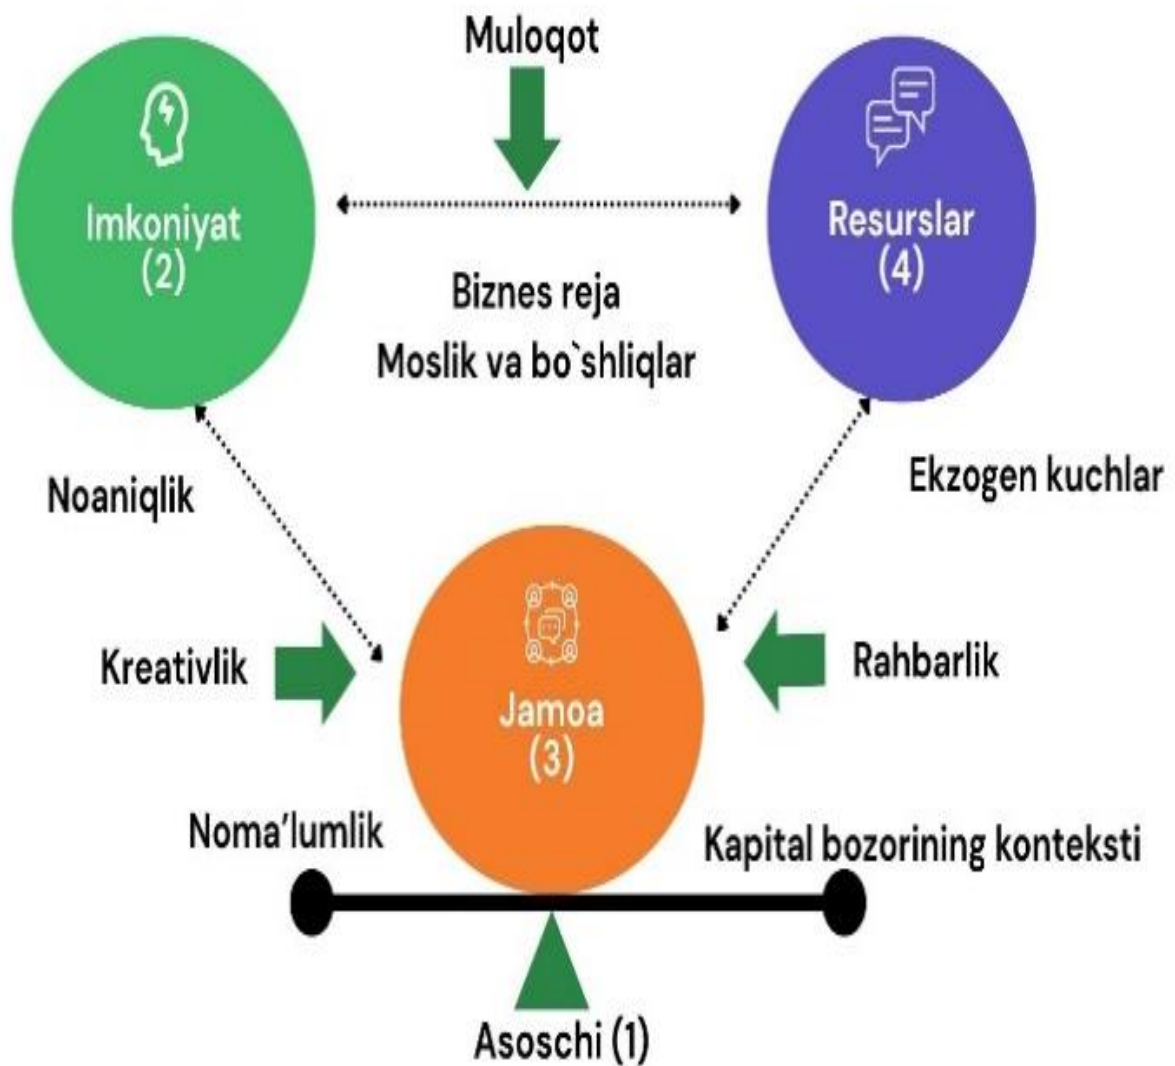 Muloqot
Imkoniyat
(2)
Resurslar
(4)
Biznes reja
Moslik va bo`shliqlar
Noaniqlik
Ekzogen kuchlar
Kreativlik
Rahbarlik
Jamoa
(3)
Noma’lumlik
Kapital bozorining konteksti
Asoschi (1)